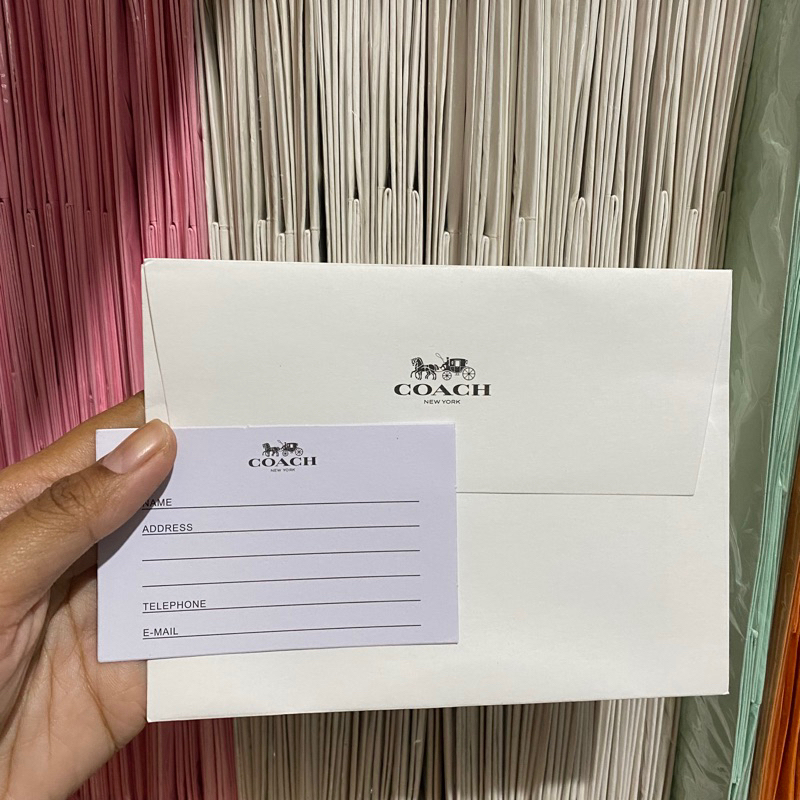 COACH
NEW YORK
COACH
NEW YORK
NAME
ADDRESS
TELEPHONE
E-MAIL